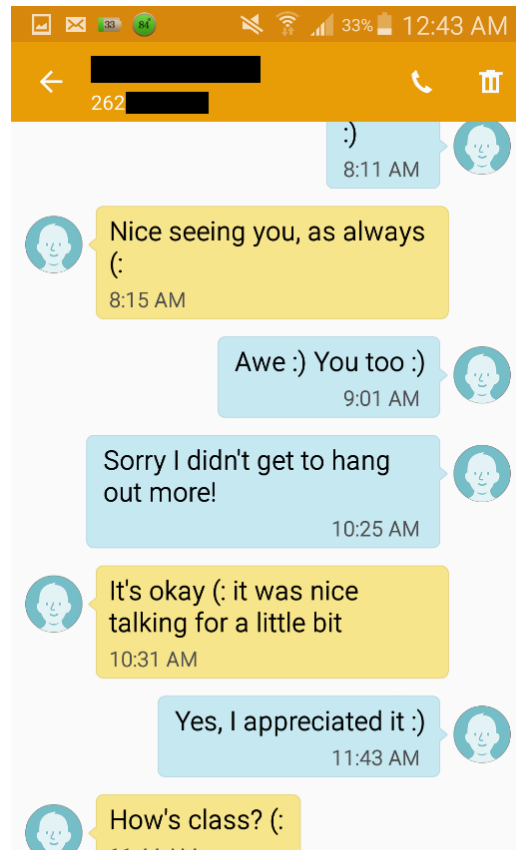 33 84° 33% 12:43 AM
262
:)
8:11 AM
Nice seeing you, as always
(:
8:15 AM
Awe :) You too :)
9:01 AM
Sorry I didn't get to hang
out more!
10:25 AM
It's okay (: it was nice
talking for a little bit
10:31 AM
Yes, I appreciated it :)
11:43 AM
How's class? (: